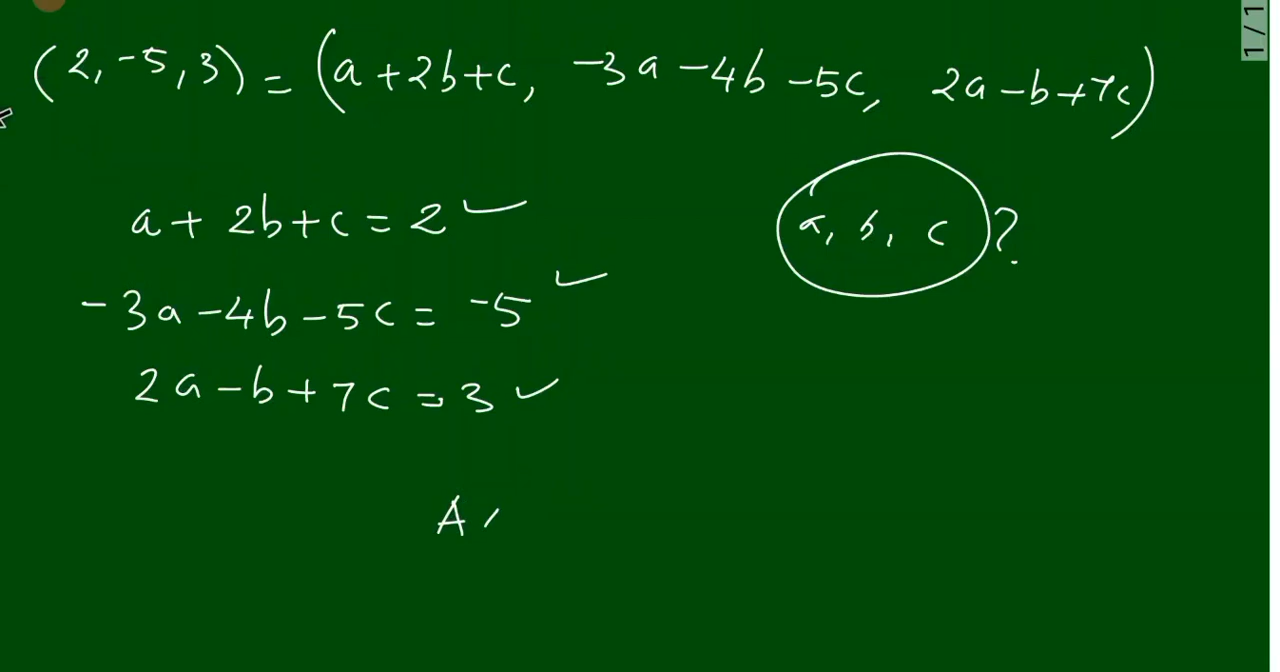 (2, -5, 3) = (a + 2b + c, -3a - 4b - 5c, 2a - b + 7c)
a + 2b + c = 2 ✓
a, b, c ?
-3a - 4b - 5c = -5 ✓
2a - b + 7c = 3 ✓
A
1/1